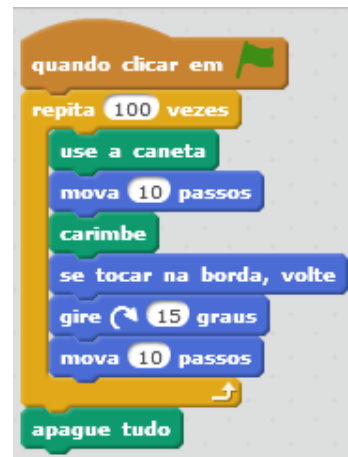 quando clicar em
repita 100 vezes
use a caneta
mova 10 passos
carimbe
se tocar na borda, volte
gire 15 graus
mova 10 passos
apague tudo